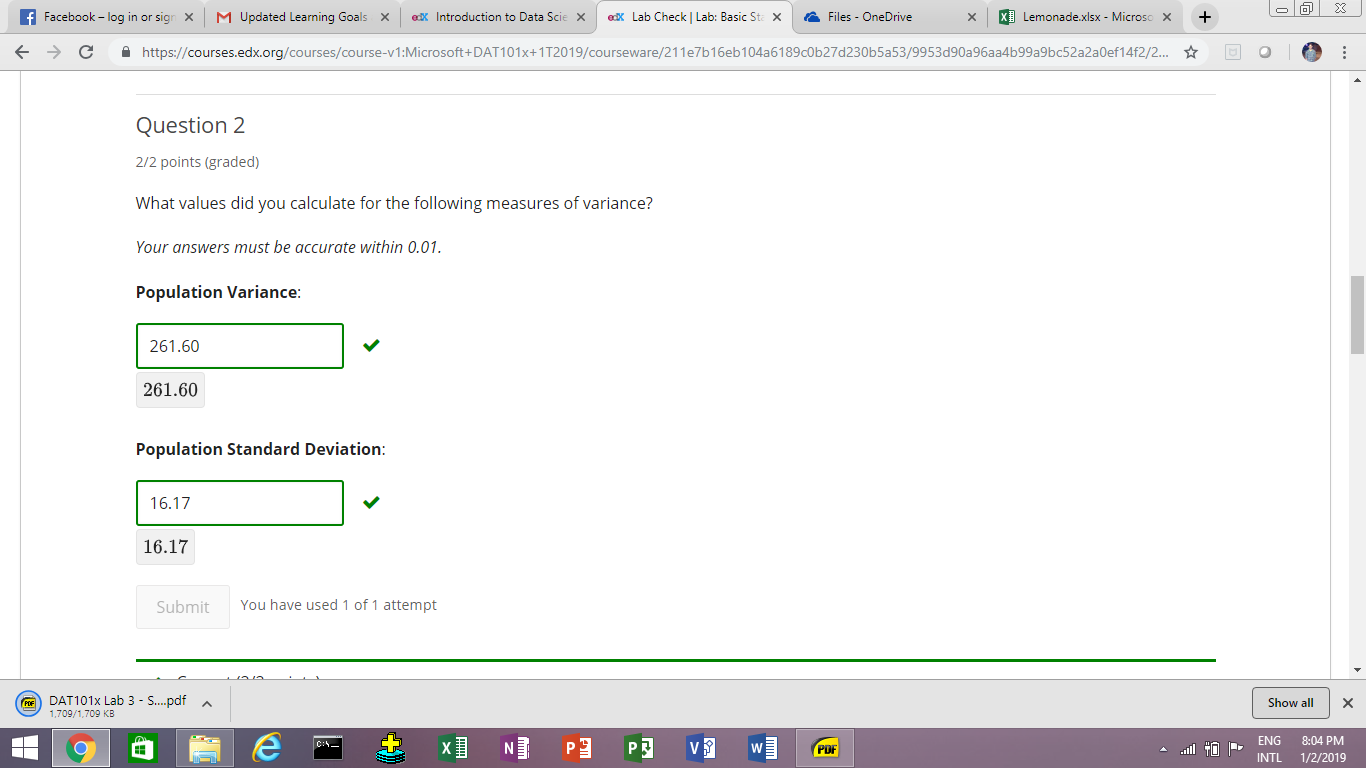 Facebook – log in or sign
Updated Learning Goals
edX Introduction to Data Scie
edX Lab Check | Lab: Basic Sta
Files - OneDrive
Lemonade.xlsx - Microso
https://courses.edx.org/courses/course-v1:Microsoft+DAT101x+1T2019/courseware/211e7b16eb104a6189c0b27d230b5a53/9953d90a96aa4b99a9bc52a2a0ef14f2/2...
Question 2
2/2 points (graded)
What values did you calculate for the following measures of variance?
Your answers must be accurate within 0.01.
Population Variance:
261.60
261.60
Population Standard Deviation:
16.17
16.17
Submit
You have used 1 of 1 attempt
DAT101x Lab 3 - S....pdf
1,709/1,709 KB
Show all
ENG
INTL
8:04 PM
1/2/2019